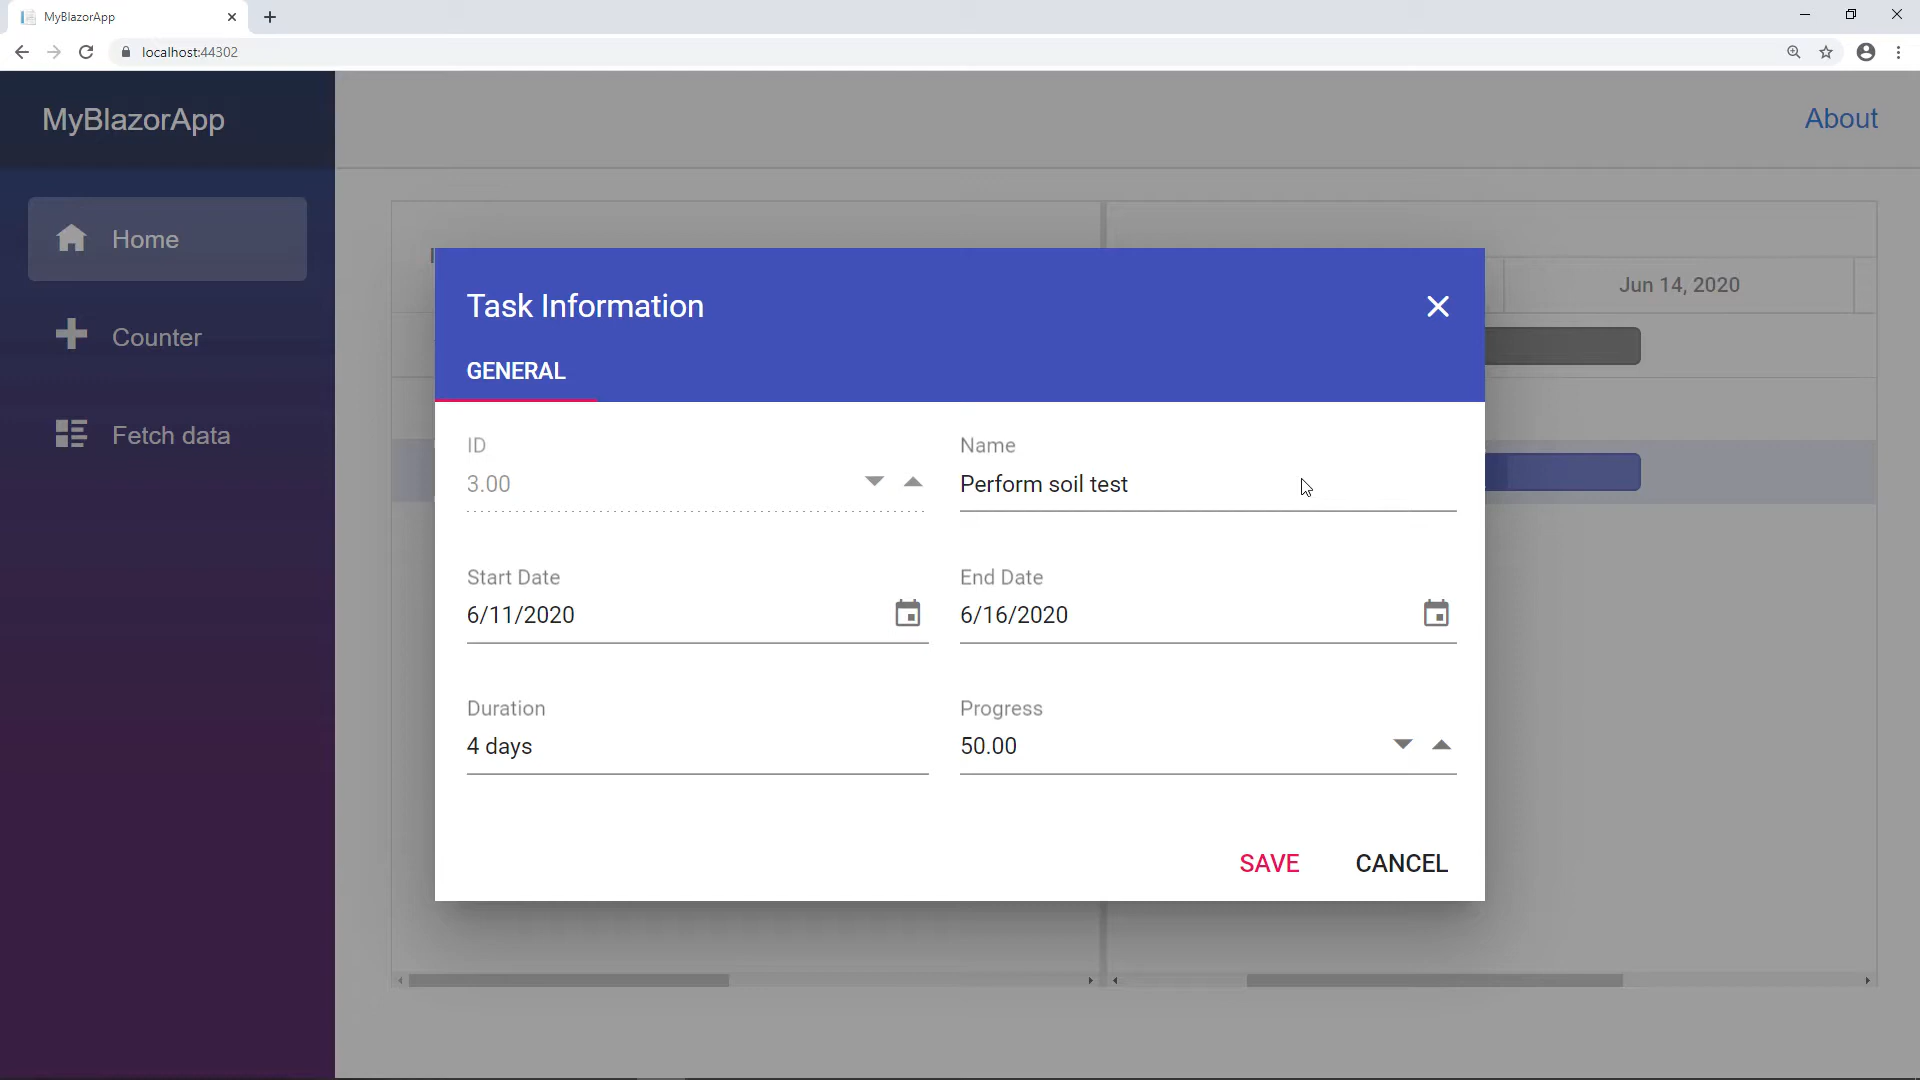 MyBlazorApp
localhost:44302
MyBlazorApp
About
Home
Counter
Fetch data
Jun 14, 2020
Task Information
GENERAL
ID
3.00
Name
Perform soil test
Start Date
6/11/2020
End Date
6/16/2020
Duration
4 days
Progress
50.00
SAVE
CANCEL